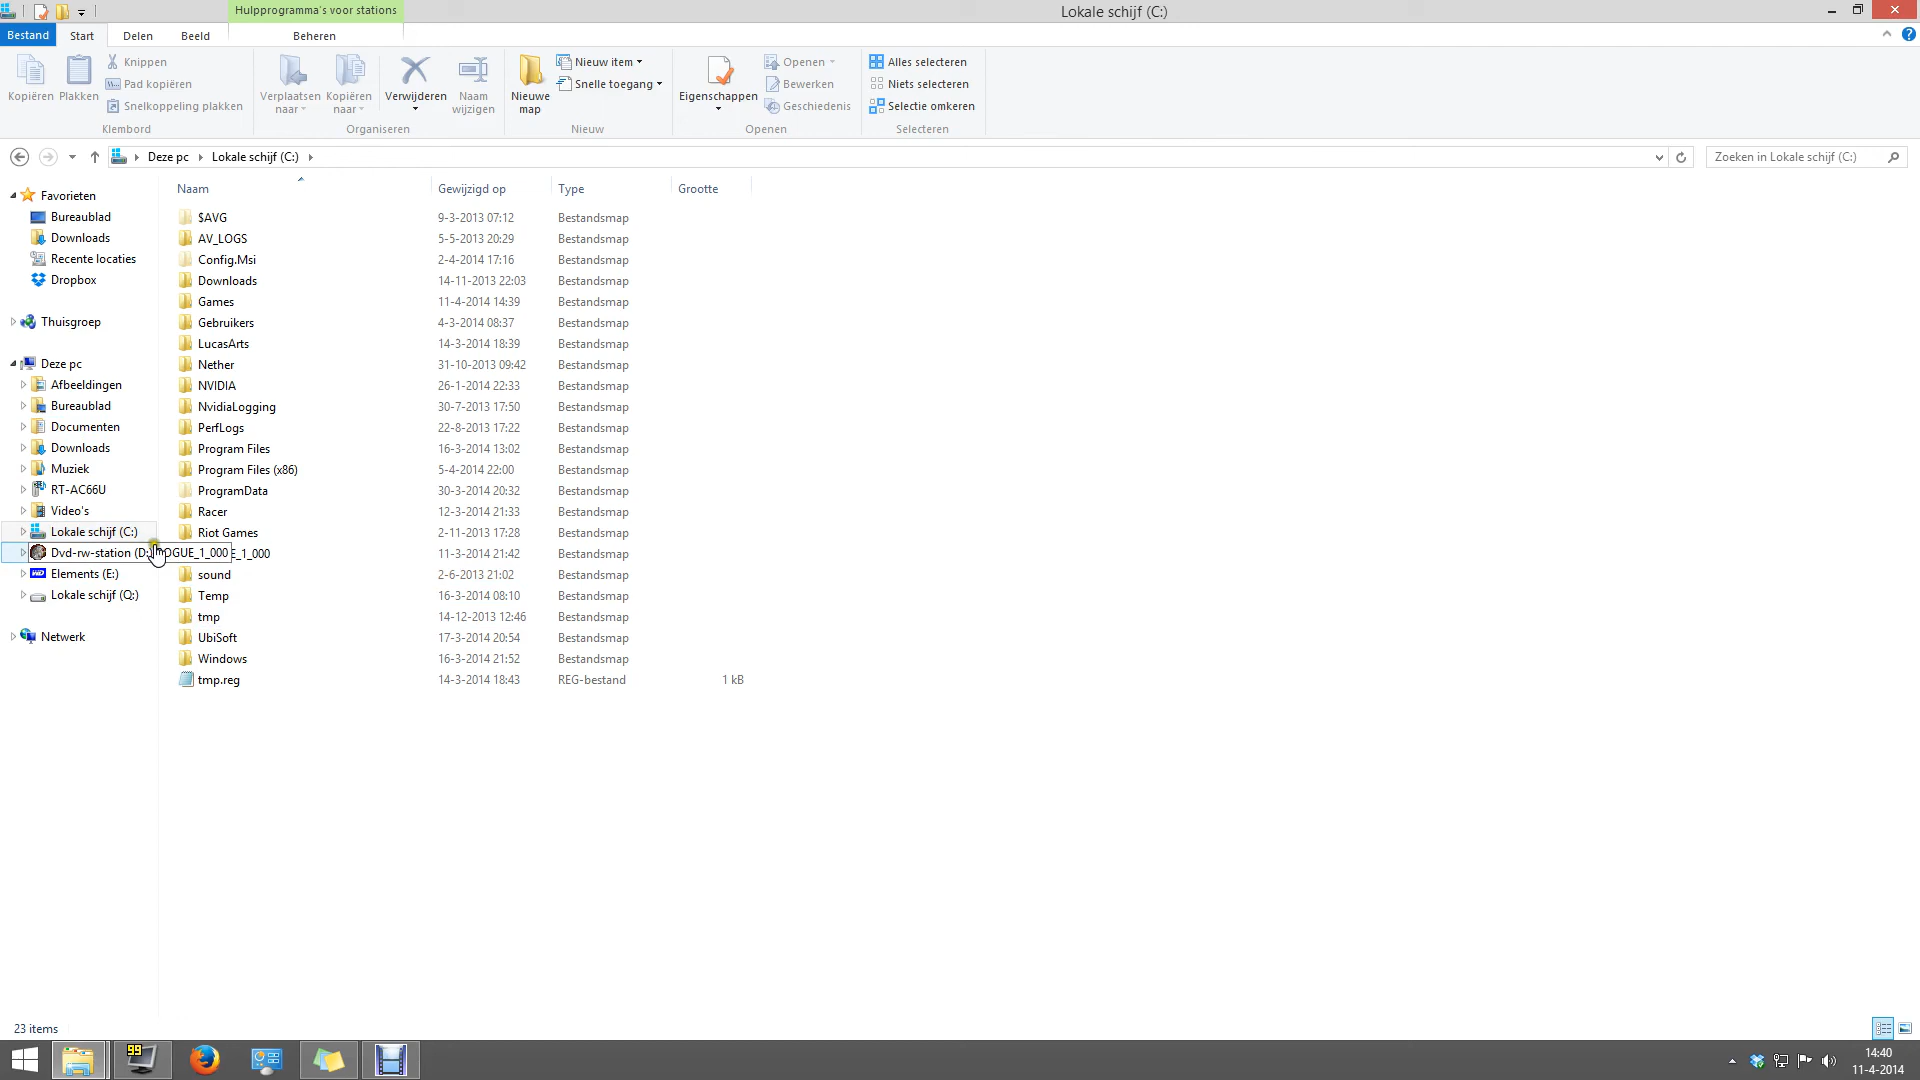 Hulpprogramma's voor stations
Lokale schijf (C:)
Bestand Start Delen Beeld Beheren
Kopiëren Plakken Knippen
Pad kopiëren
Snelkoppeling plakken
Klembord
Verplaatsen naar Kopiëren naar Verwijderen Naam wijzigen
Organiseren
Nieuwe map Nieuw item
Snelle toegang
Nieuw
Eigenschappen Openen
Bewerken
Geschiedenis
Openen
Alles selecteren
Niets selecteren
Selectie omkeren
Selecteren
Deze pc Lokale schijf (C:)
Zoeken in Lokale schijf (C:)
Favorieten
Bureaublad
Downloads
Recente locaties
Dropbox
Thuisgroep
Deze pc
Afbeeldingen
Bureaublad
Documenten
Downloads
Muziek
RT-AC66U
Video's
Lokale schijf (C:)
Dvd-rw-station (D:) OGUE_1_000
WD Elements (E:)
Lokale schijf (Q:)
Netwerk
Naam Gewijzigd op Type Grootte
$AVG 9-3-2013 07:12 Bestandsmap
AV_LOGS 5-5-2013 20:29 Bestandsmap
Config.Msi 2-4-2014 17:16 Bestandsmap
Downloads 14-11-2013 22:03 Bestandsmap
Games 11-4-2014 14:39 Bestandsmap
Gebruikers 4-3-2014 08:37 Bestandsmap
LucasArts 14-3-2014 18:39 Bestandsmap
Nether 31-10-2013 09:42 Bestandsmap
NVIDIA 26-1-2014 22:33 Bestandsmap
NvidiaLogging 30-7-2013 17:50 Bestandsmap
PerfLogs 22-8-2013 17:22 Bestandsmap
Program Files 16-3-2014 13:02 Bestandsmap
Program Files (x86) 5-4-2014 22:00 Bestandsmap
ProgramData 30-3-2014 20:32 Bestandsmap
Racer 12-3-2014 21:33 Bestandsmap
Riot Games 2-11-2013 17:28 Bestandsmap
E_1_000 11-3-2014 21:42 Bestandsmap
sound 2-6-2013 21:02 Bestandsmap
Temp 16-3-2014 08:10 Bestandsmap
tmp 14-12-2013 12:46 Bestandsmap
UbiSoft 17-3-2014 20:54 Bestandsmap
Windows 16-3-2014 21:52 Bestandsmap
tmp.reg 14-3-2014 18:43 REG-bestand 1 kB
23 items
99
14:40
11-4-2014